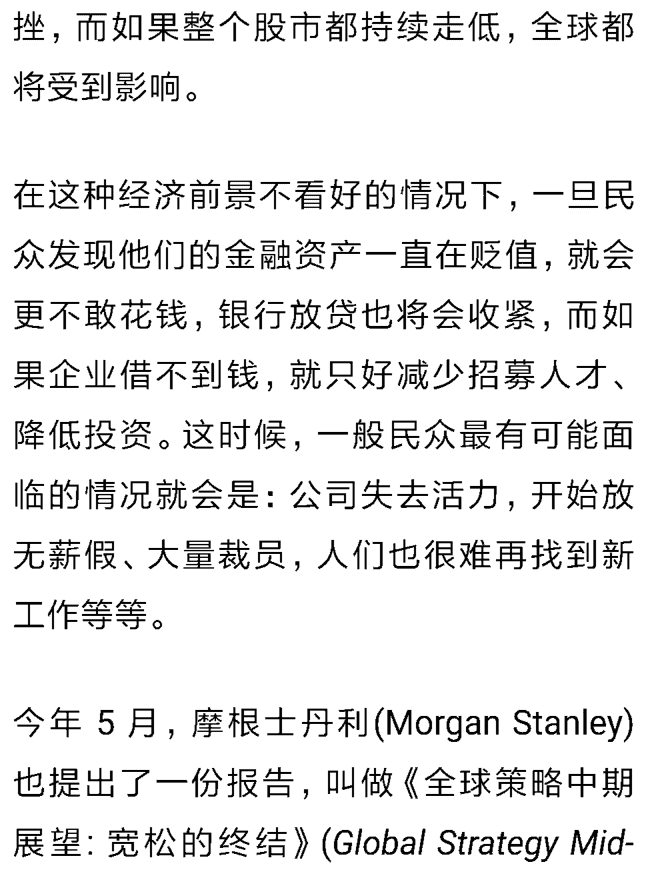 挫，而如果整个股市都持续走低，全球都
将受到影响。
在这种经济前景不看好的情况下，一旦民
众发现他们的金融资产一直在贬值，就会
更不敢花钱，银行放贷也将会收紧，而如
果企业借不到钱，就只好减少招募人才、
降低投资。这时候，一般民众最有可能面
临的情况就会是：公司失去活力，开始放
无薪假、大量裁员，人们也很难再找到新
工作等等。
今年 5 月，摩根士丹利(Morgan Stanley)
也提出了一份报告，叫做《全球策略中期
展望：宽松的终结》(Global Strategy Mid-